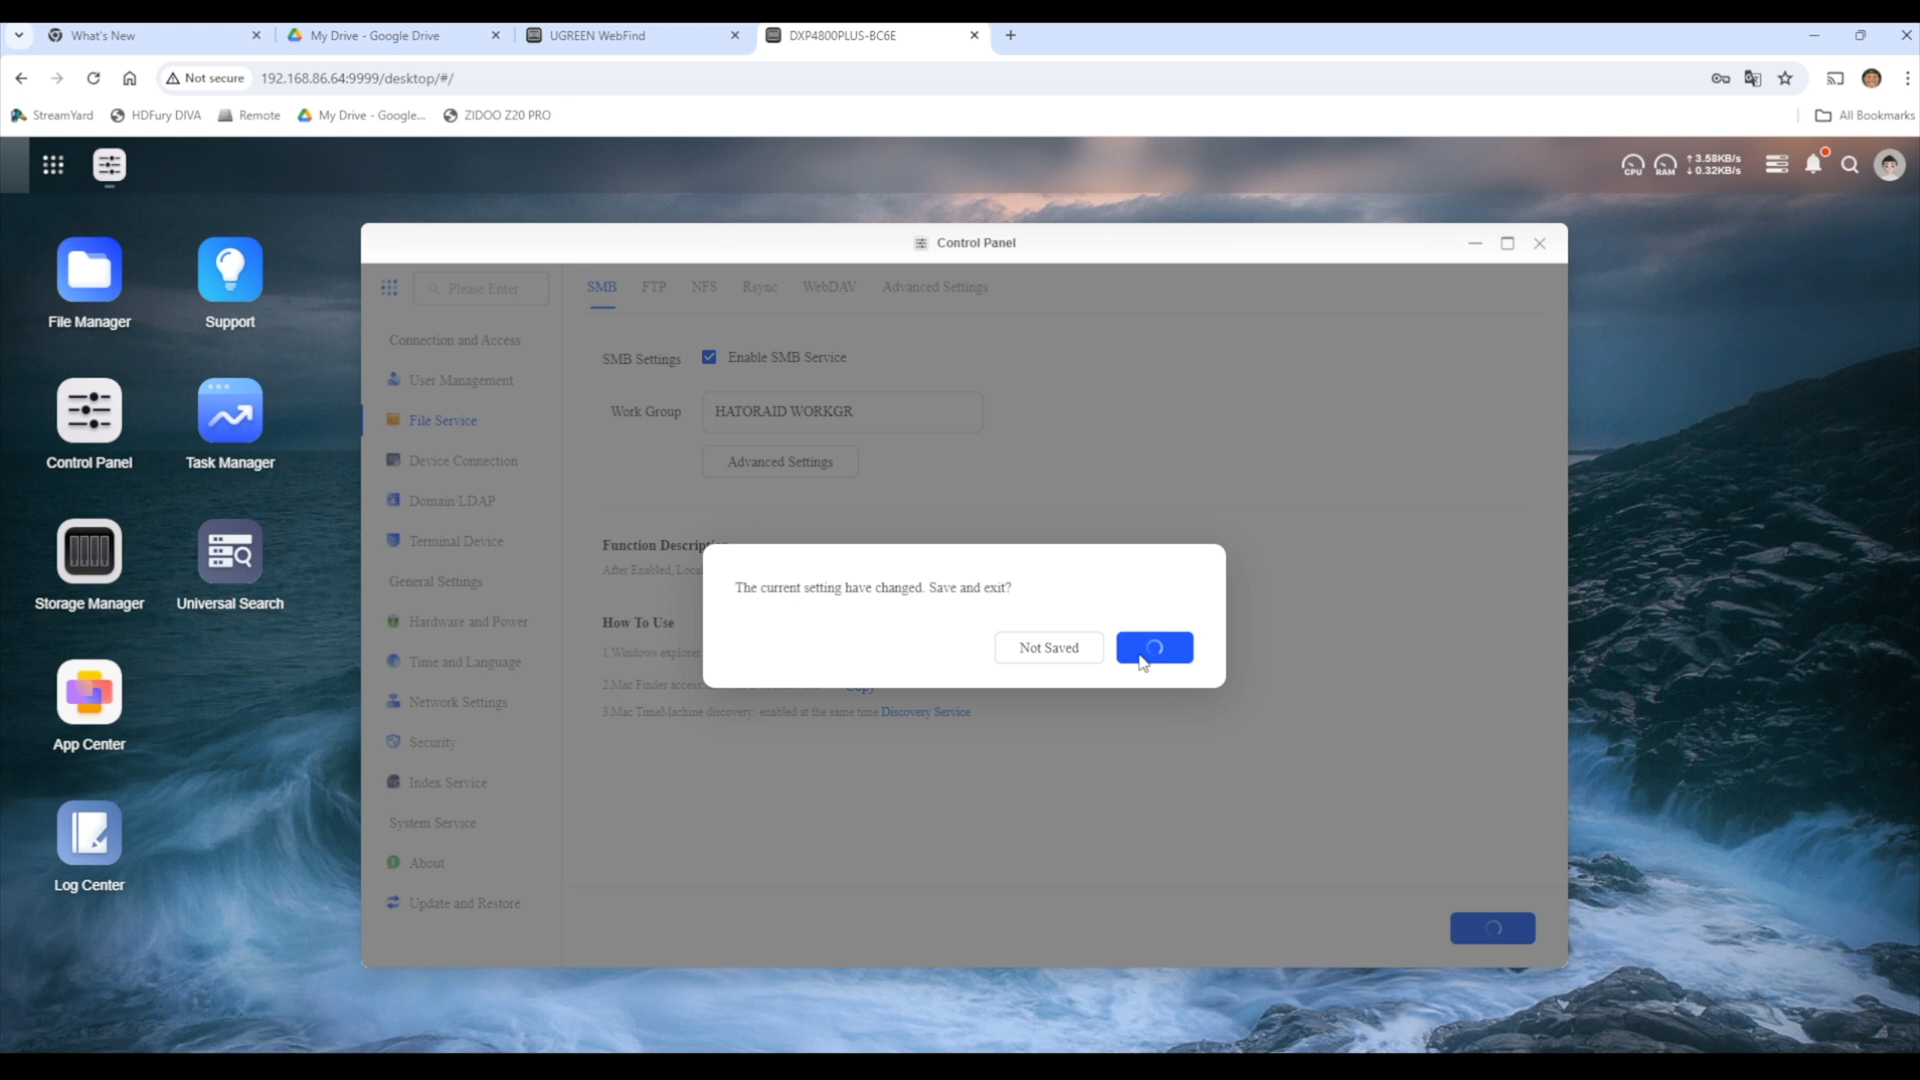 What's New
My Drive - Google Drive
UGREEN WebFind
DXP4800PLUS-BC6E
Not secure
192.168.86.64:9999/desktop/#/
StreamYard
HDFury DIVA
Remote
My Drive - Google...
ZIDOO Z20 PRO
All Bookmarks
CPU
RAM
↑ 3.58KB/s
↓ 0.32KB/s
File Manager
Support
Control Panel
Task Manager
Storage Manager
Universal Search
App Center
Log Center
Control Panel
Please Enter
SMB
FTP
NFS
Rsync
WebDAV
Advanced Settings
Connection and Access
User Management
File Service
Device Connection
Domain/LDAP
Terminal Device
General Settings
Hardware and Power
Time and Language
Network Settings
Security
Index Service
System Service
About
Update and Restore
SMB Settings
Enable SMB Service
Work Group
HATORAID WORKGR
Advanced Settings
Function Descripti
After Enabled, Local
How To Use
1.Windows explorer
2.Mac Finder access
Copy
3.Mac TimeMachine discovery: enabled at the same time Discovery Service
The current setting have changed. Save and exit?
Not Saved